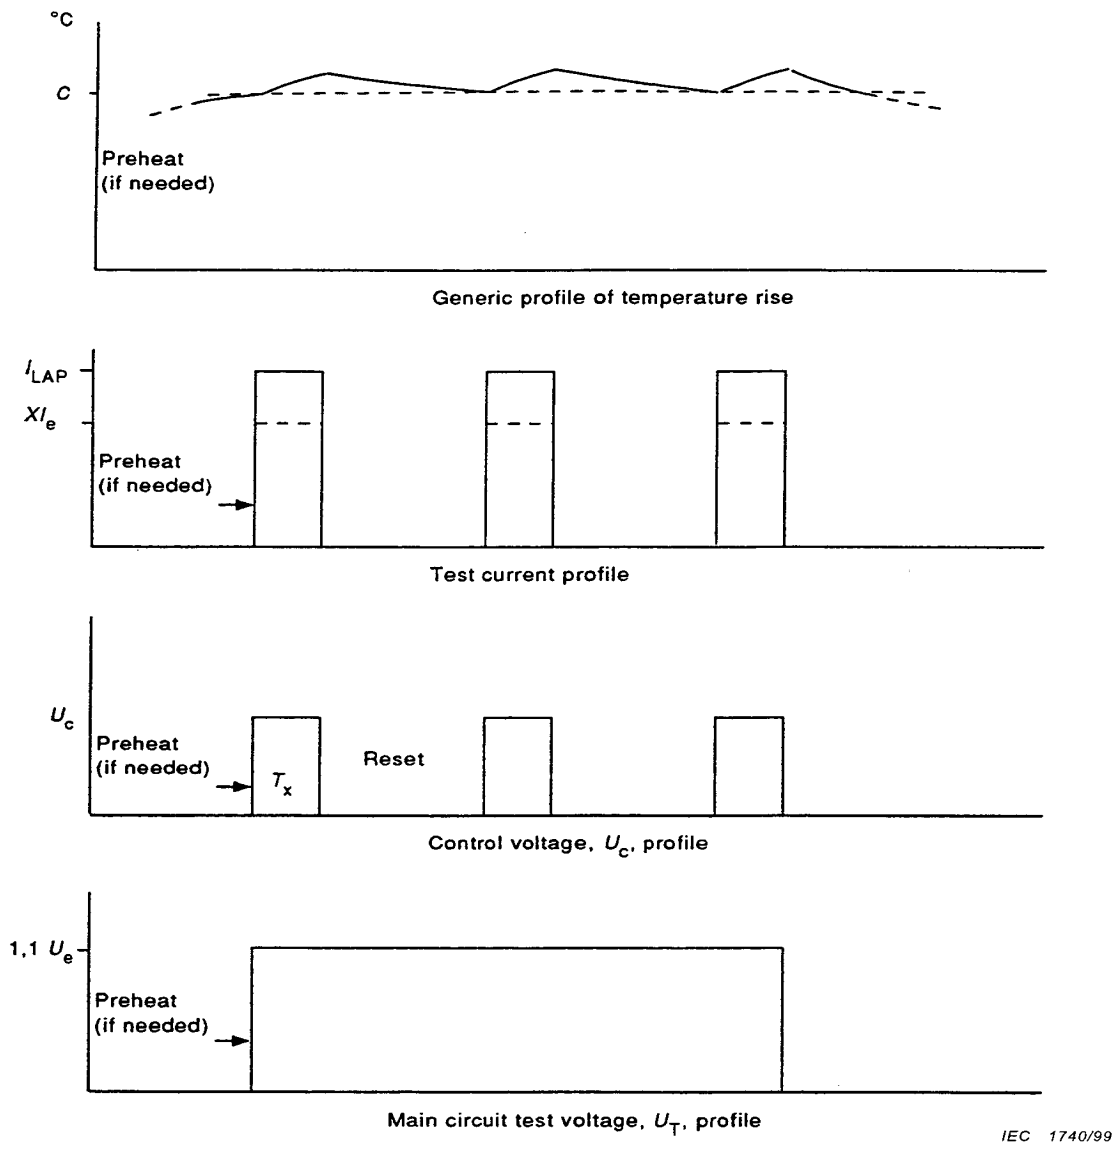 °C
C
Preheat
(if needed)
Generic profile of temperature rise
I_LAP
XI_e
Preheat
(if needed)
Test current profile
U_c
Preheat
(if needed)
T_x
Reset
Control voltage, U_c, profile
1,1 U_e
Preheat
(if needed)
Main circuit test voltage, U_T, profile
IEC 1740/99